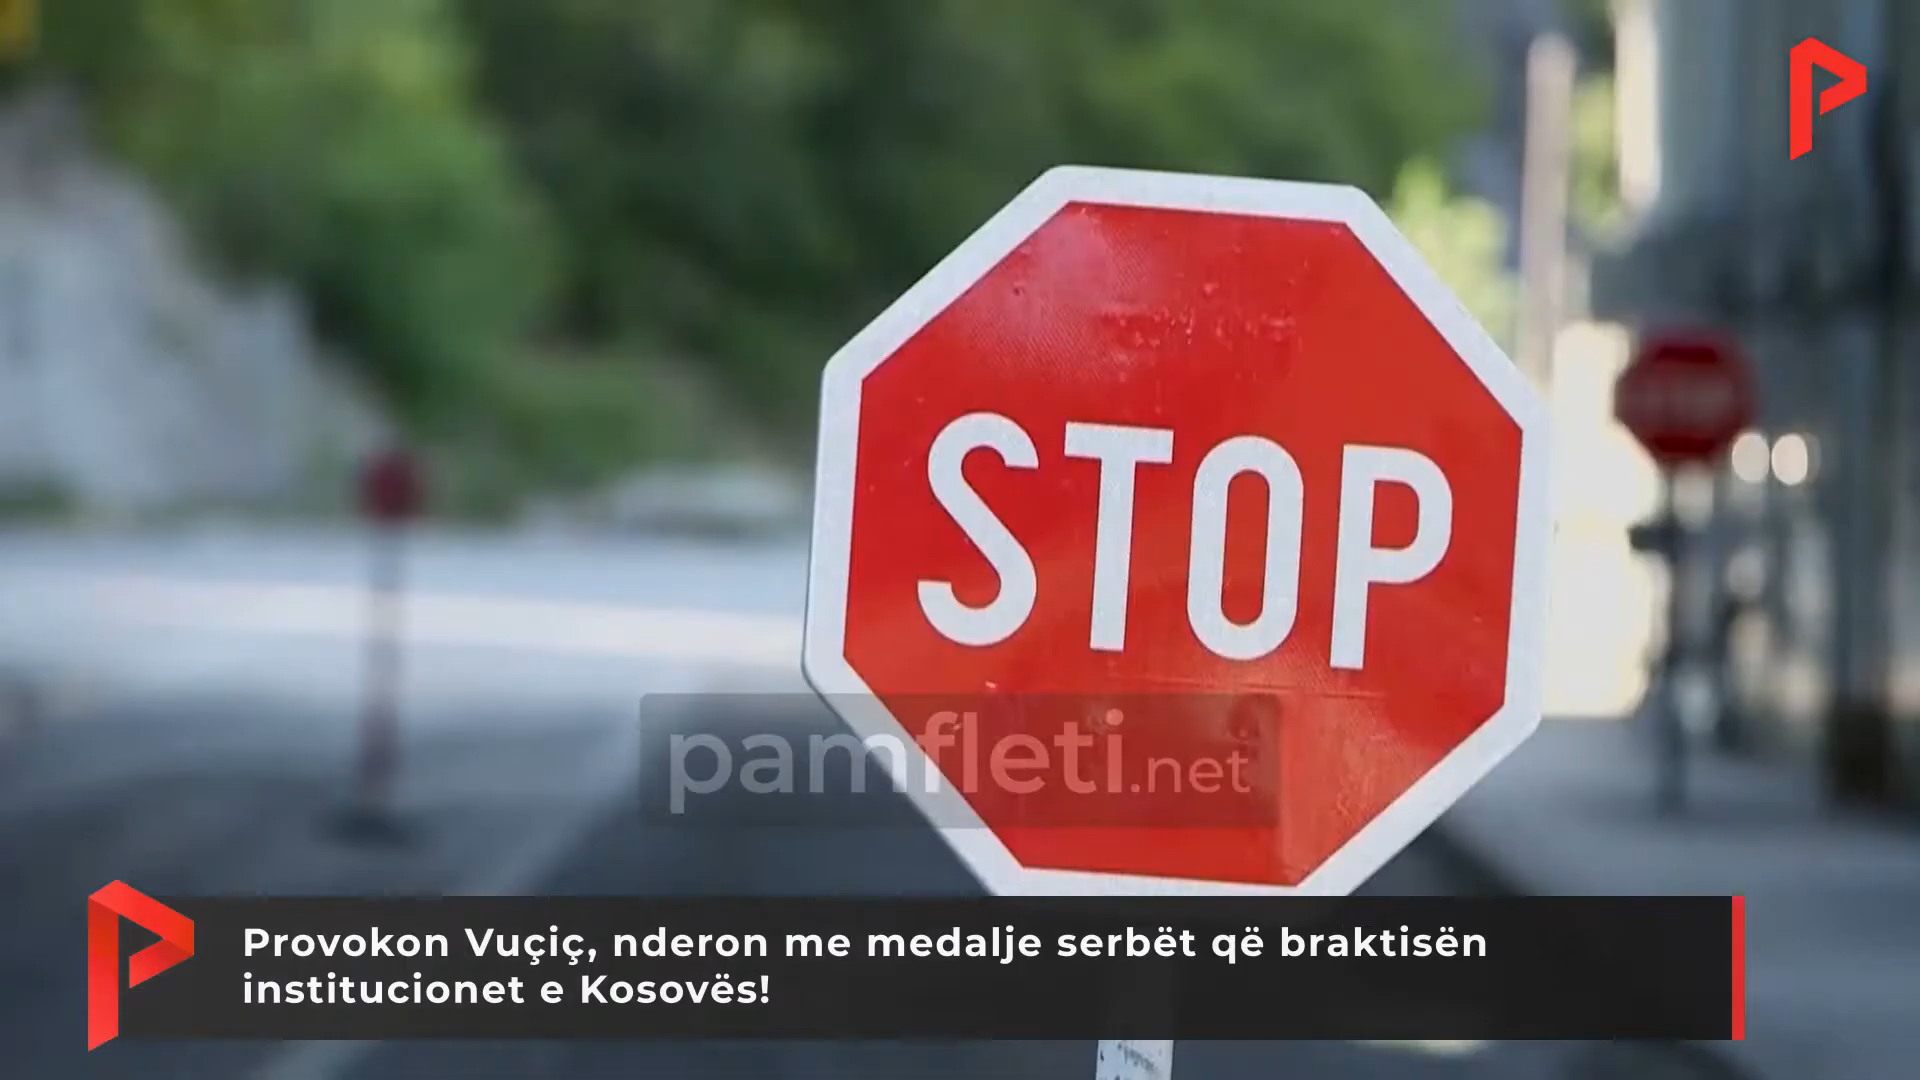 STOP
pamfleti.net
Provokon Vuçiç, nderon me medalje serbët që braktisën
institucionet e Kosovës!